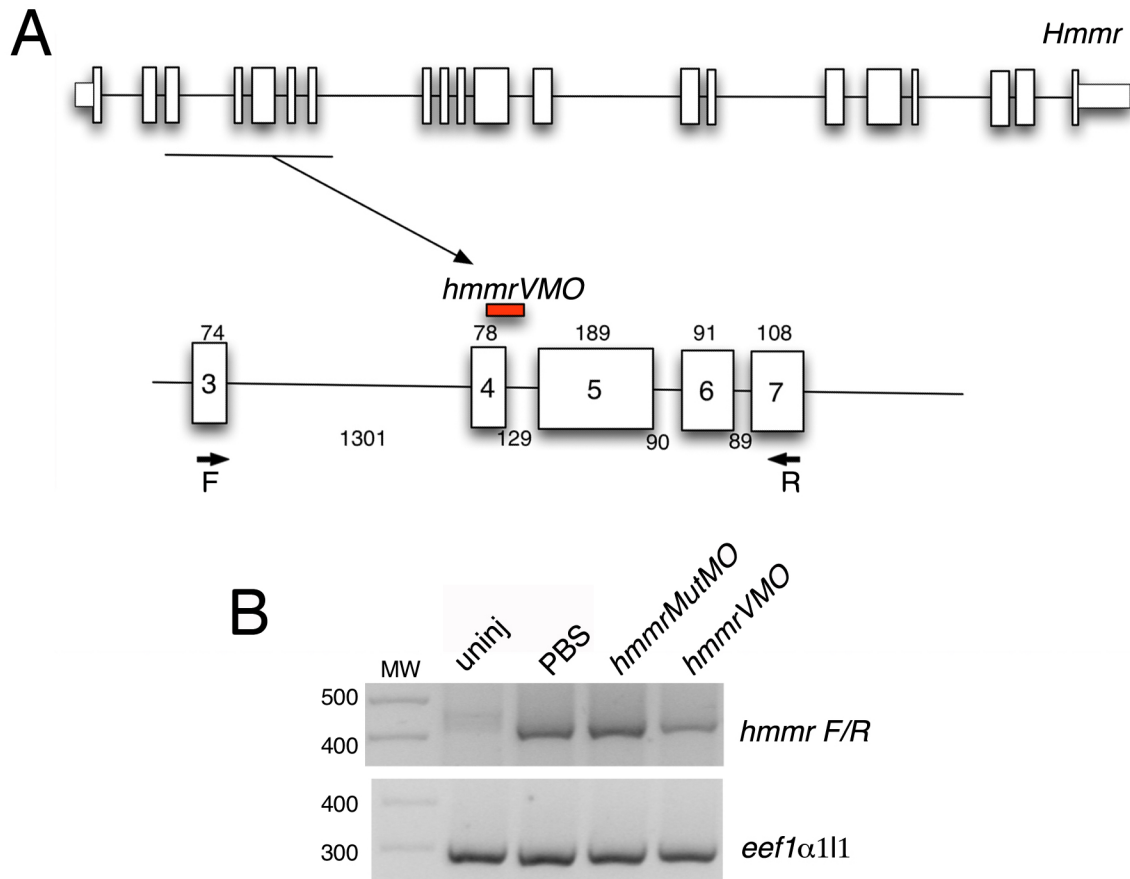 A
Hmmr
hmmrVMO
74 78 189 91 108
3 4 5 6 7
1301 129 90 89
F R
B
uninj PBS hmmrMutMO hmmrVMO
MW
500
400
hmmr F/R
400
300
eef1α1l1